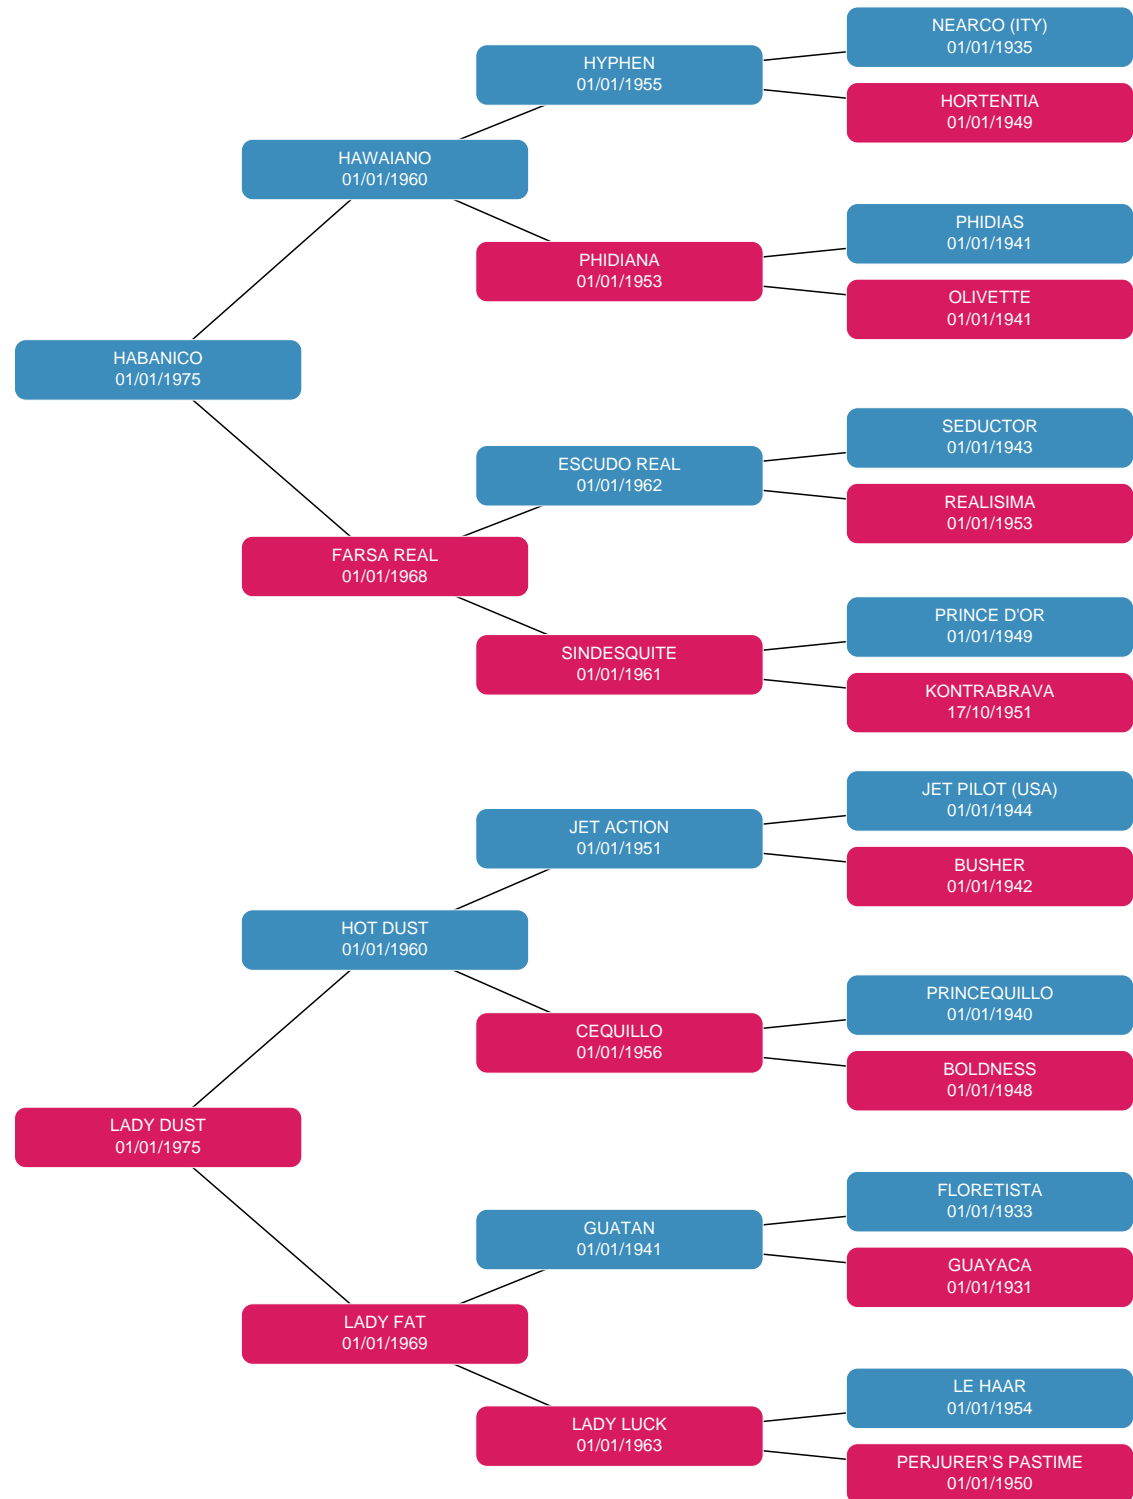 NEARCO (ITY)
01/01/1935
HYPHEN
01/01/1955
HORTENTIA
01/01/1949
HAWAIANO
01/01/1960
PHIDIAS
01/01/1941
PHIDIANA
01/01/1953
OLIVETTE
01/01/1941
HABANICO
01/01/1975
SEDUCTOR
01/01/1943
ESCUDO REAL
01/01/1962
REALISIMA
01/01/1953
FARSA REAL
01/01/1968
PRINCE D'OR
01/01/1949
SINDESQUITE
01/01/1961
KONTRABRAVA
17/10/1951
JET PILOT (USA)
01/01/1944
JET ACTION
01/01/1951
BUSHER
01/01/1942
HOT DUST
01/01/1960
PRINCEQUILLO
01/01/1940
CEQUILLO
01/01/1956
BOLDNESS
01/01/1948
LADY DUST
01/01/1975
FLORETISTA
01/01/1933
GUATAN
01/01/1941
GUAYACA
01/01/1931
LADY FAT
01/01/1969
LE HAAR
01/01/1954
LADY LUCK
01/01/1963
PERJURER'S PASTIME
01/01/1950